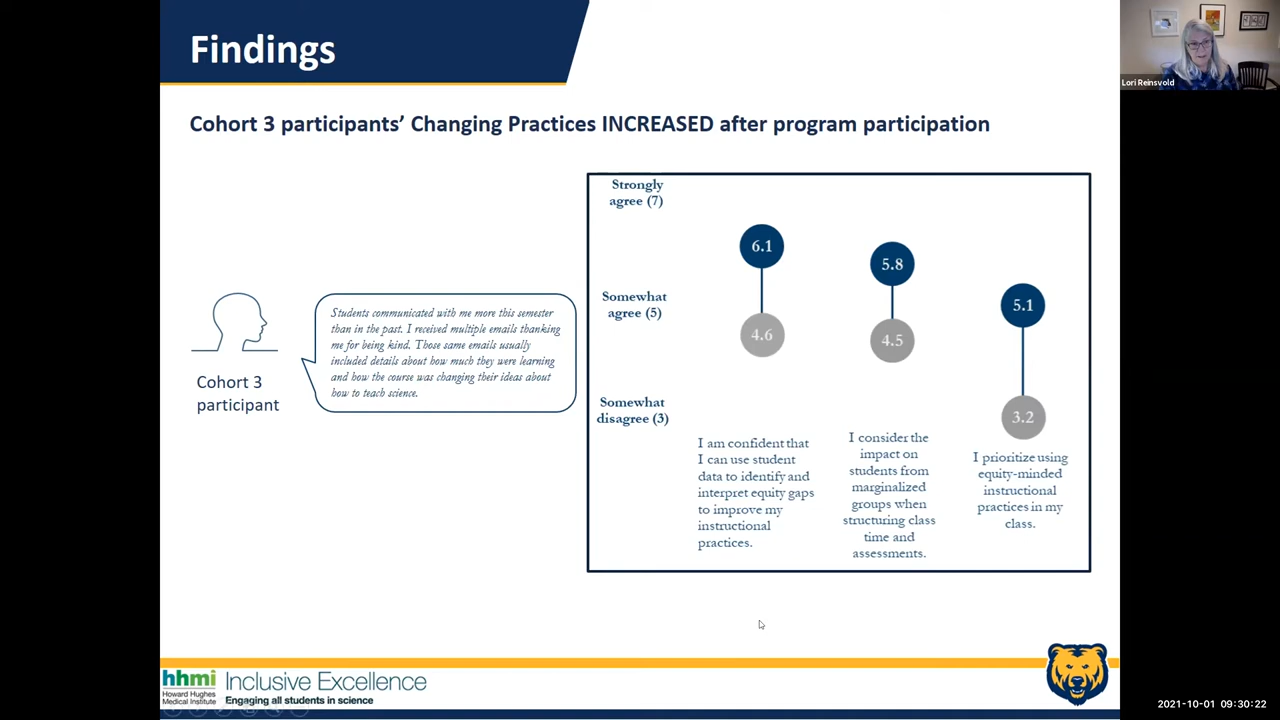 Findings
Cohort 3 participants' Changing Practices INCREASED after program participation
Students communicated with me more this semester
than in the past. I received multiple emails thanking
me for being kind. Those same emails usually
included details about how much they were learning
and how the course was changing their ideas about
how to teach science.
Cohort 3
participant
Strongly
agree (7)
Somewhat
agree (5)
Somewhat
disagree (3)
6.1
4.6
I am confident that
I can use student
data to identify and
interpret equity gaps
to improve my
instructional
practices.
5.8
4.5
I consider the
impact on
students from
marginalized
groups when
structuring class
time and
assessments.
5.1
3.2
I prioritize using
equity-minded
instructional
practices in my
class.
hhmi
Howard Hughes
Medical Institute
Inclusive Excellence
Engaging all students in science
Lori Reinsvold
2021-10-01 09:30:22